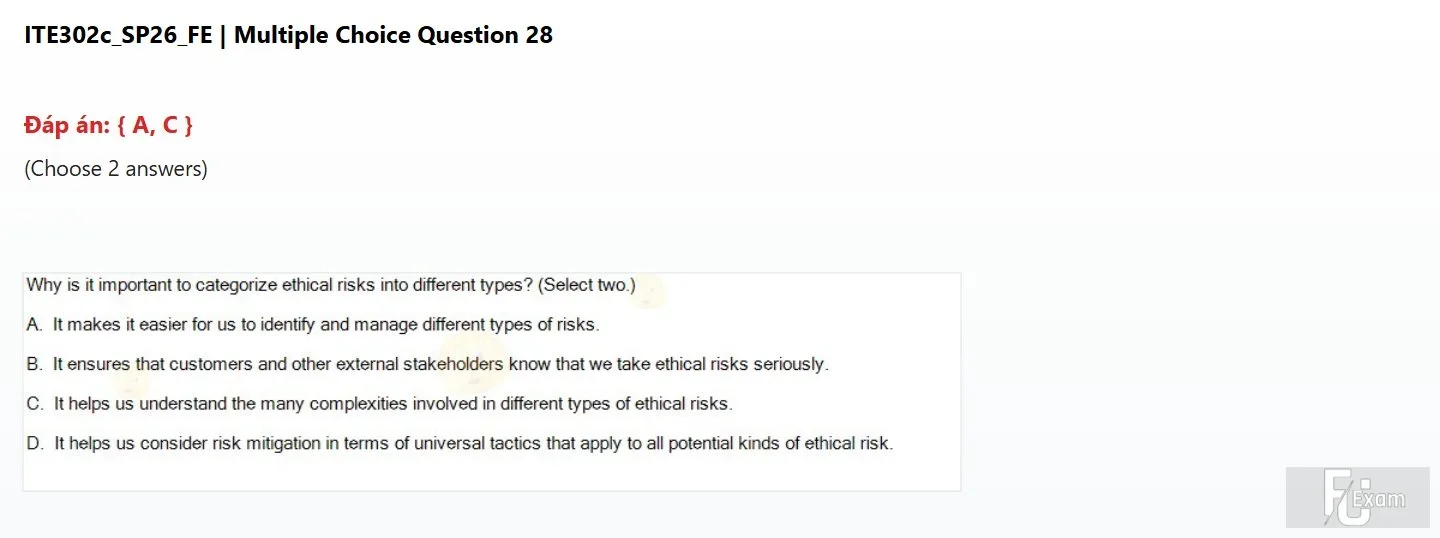 ITE302c_SP26_FE | Multiple Choice Question 28
Đáp án: { A, C }
(Choose 2 answers)
Why is it important to categorize ethical risks into different types? (Select two.)
A. It makes it easier for us to identify and manage different types of risks.
B. It ensures that customers and other external stakeholders know that we take ethical risks seriously.
C. It helps us understand the many complexities involved in different types of ethical risks.
D. It helps us consider risk mitigation in terms of universal tactics that apply to all potential kinds of ethical risk.
Exam